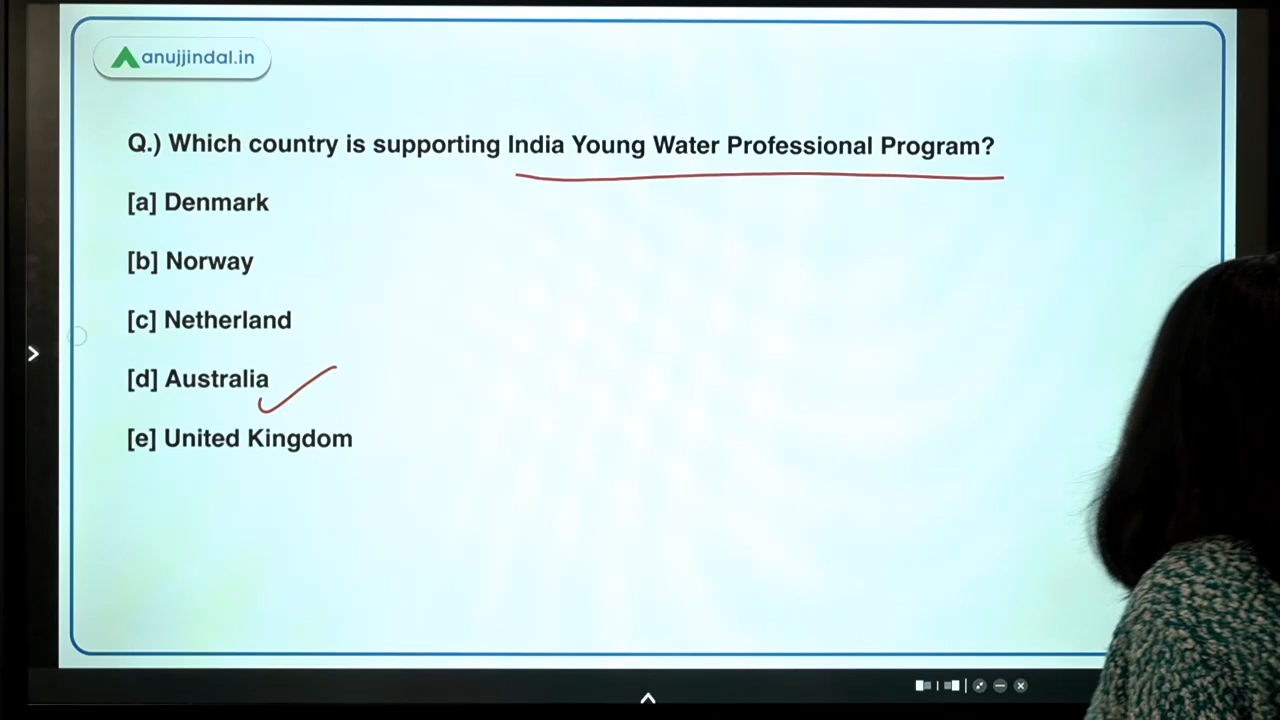 anujjindal.in
Q.) Which country is supporting India Young Water Professional Program?
[a] Denmark
[b] Norway
[c] Netherland
[d] Australia
[e] United Kingdom